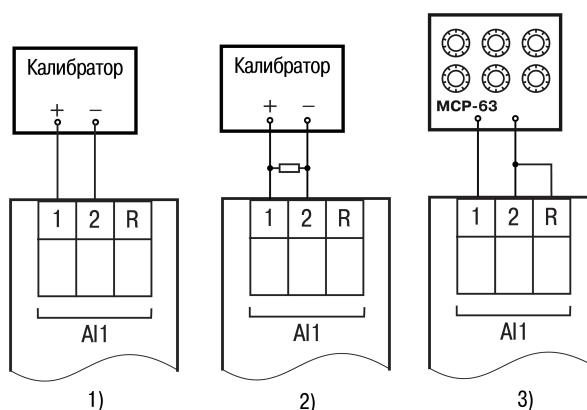 Калибратор
+ −
1 2 R
AI1
1)
Калибратор
+ −
1 2 R
AI1
2)
МСР-63
1 2 R
AI1
3)